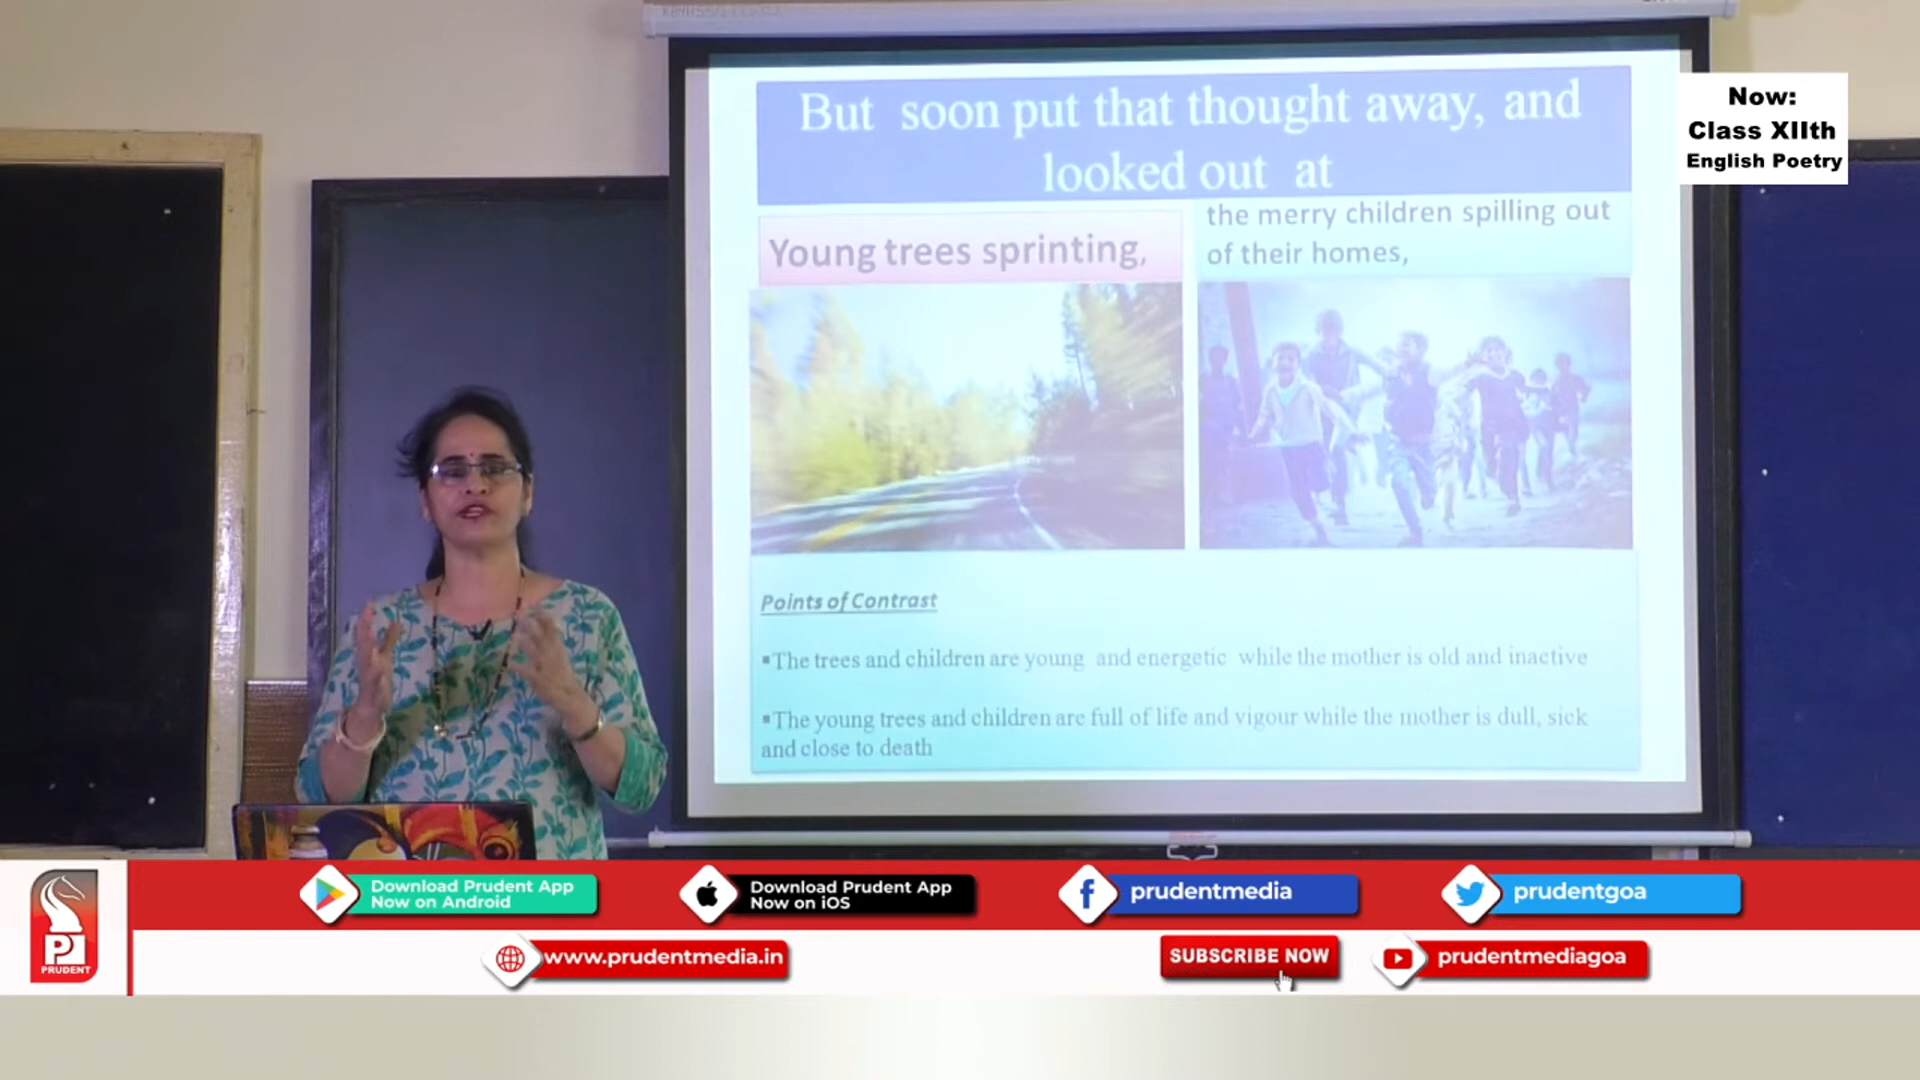 But soon put that thought away, and
looked out at
Young trees sprinting,
the merry children spilling out
of their homes,
Points of Contrast
▪The trees and children are young and energetic while the mother is old and inactive
▪The young trees and children are full of life and vigour while the mother is dull, sick
and close to death
Now:
Class XIIth
English Poetry
Download Prudent App
Now on Android
Download Prudent App
Now on iOS
prudentmedia
prudentgoa
PRUDENT
www.prudentmedia.in
SUBSCRIBE NOW
prudentmediagoa